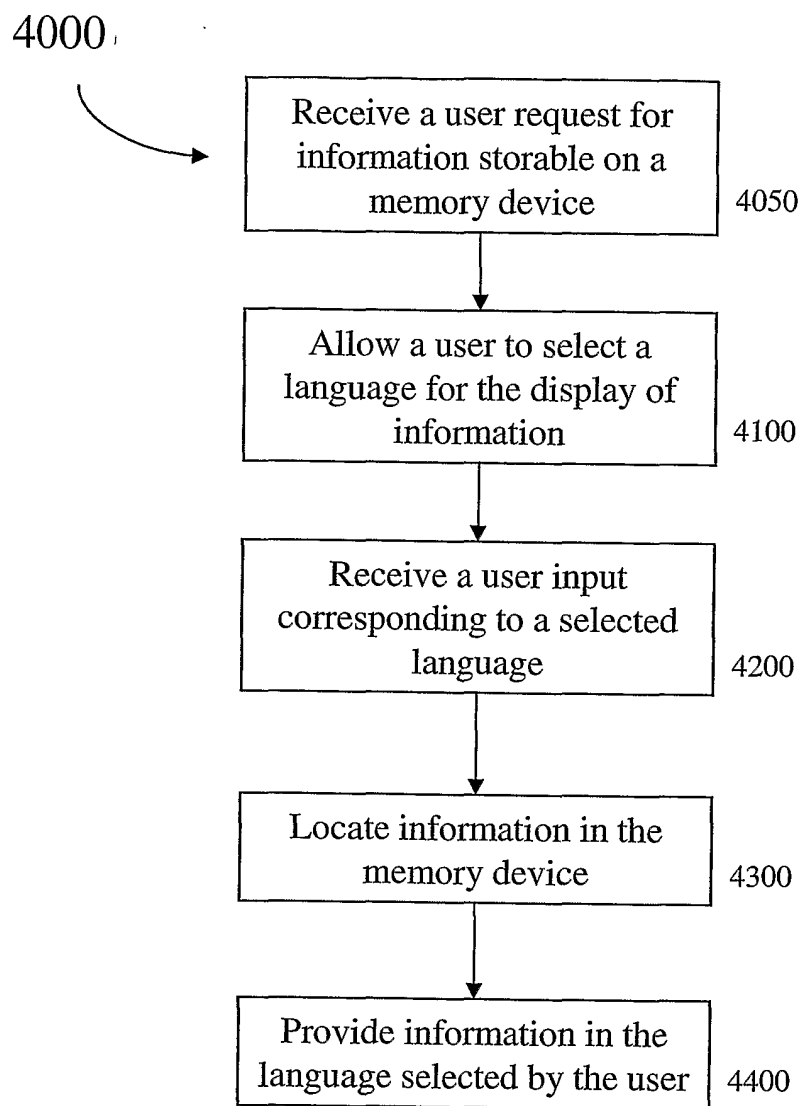 4000
Receive a user request for
information storable on a
memory device
4050
Allow a user to select a
language for the display of
information
4100
Receive a user input
corresponding to a selected
language
4200
Locate information in the
memory device
4300
Provide information in the
language selected by the user
4400